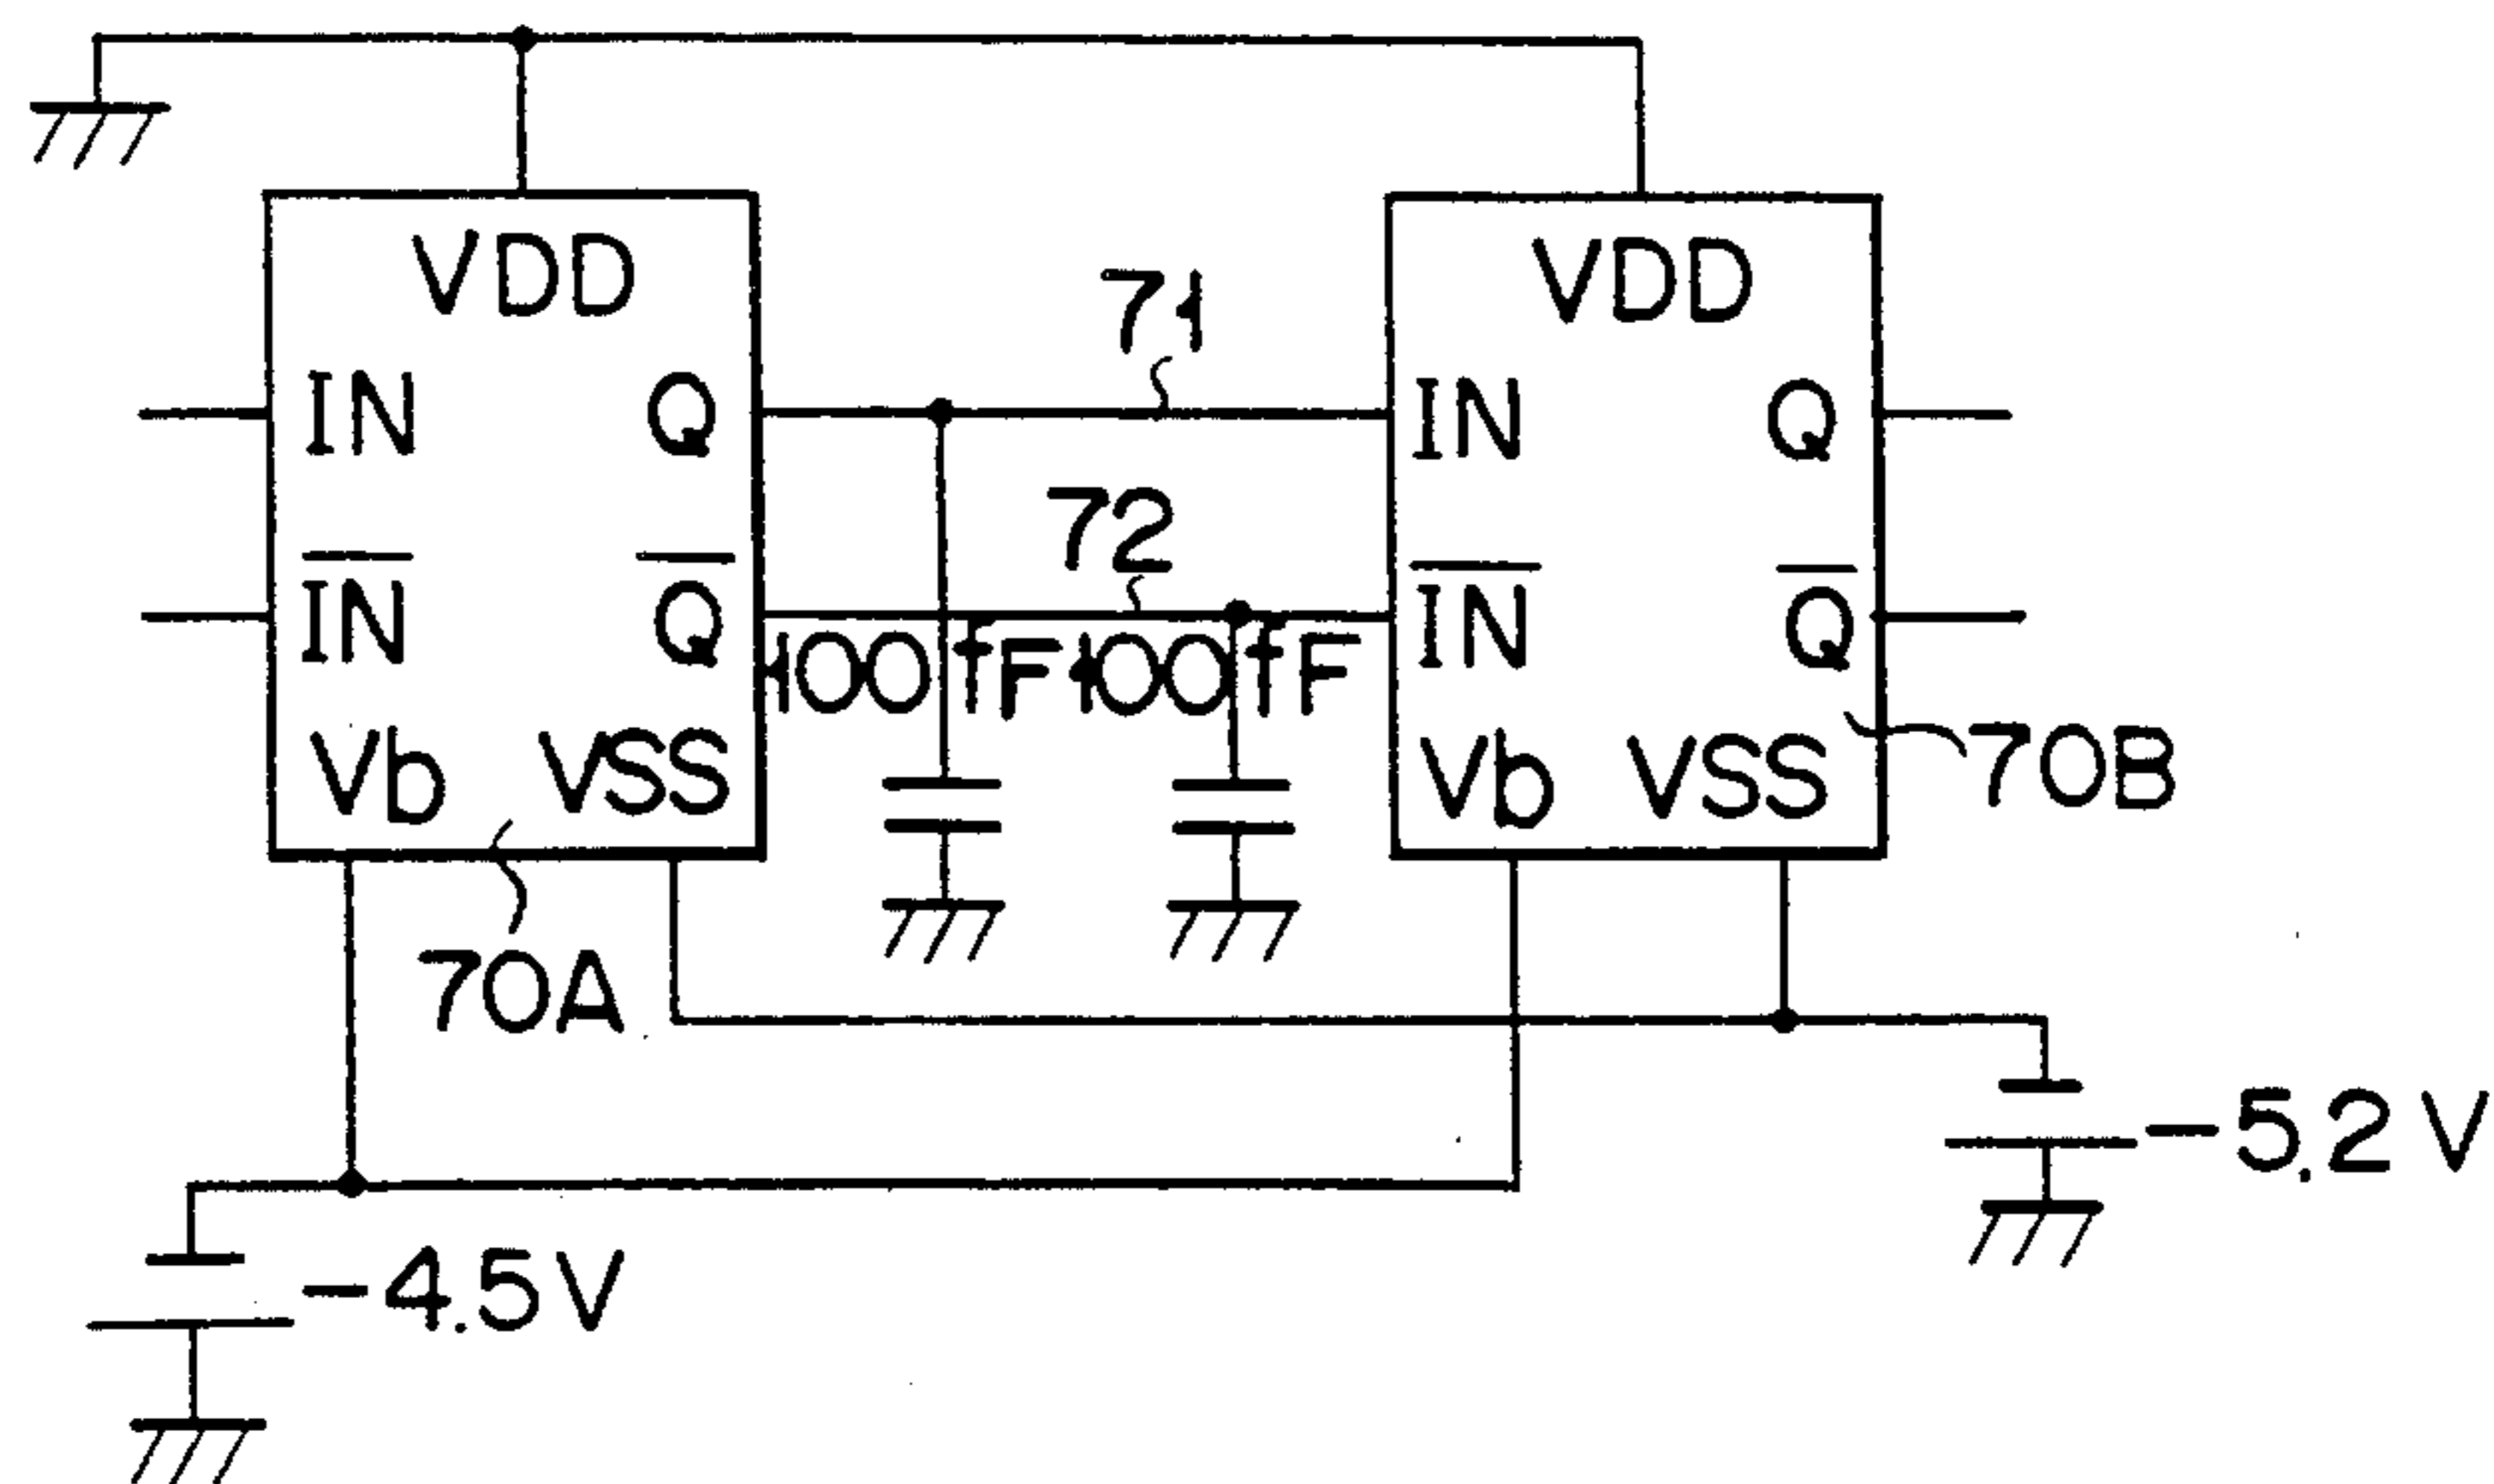 VDD
VDD
71
IN Q
IN Q
72
IN Q
IN Q
100fF 100fF
Vb VSS
Vb VSS
70B
70A
-5.2V
-4.5V